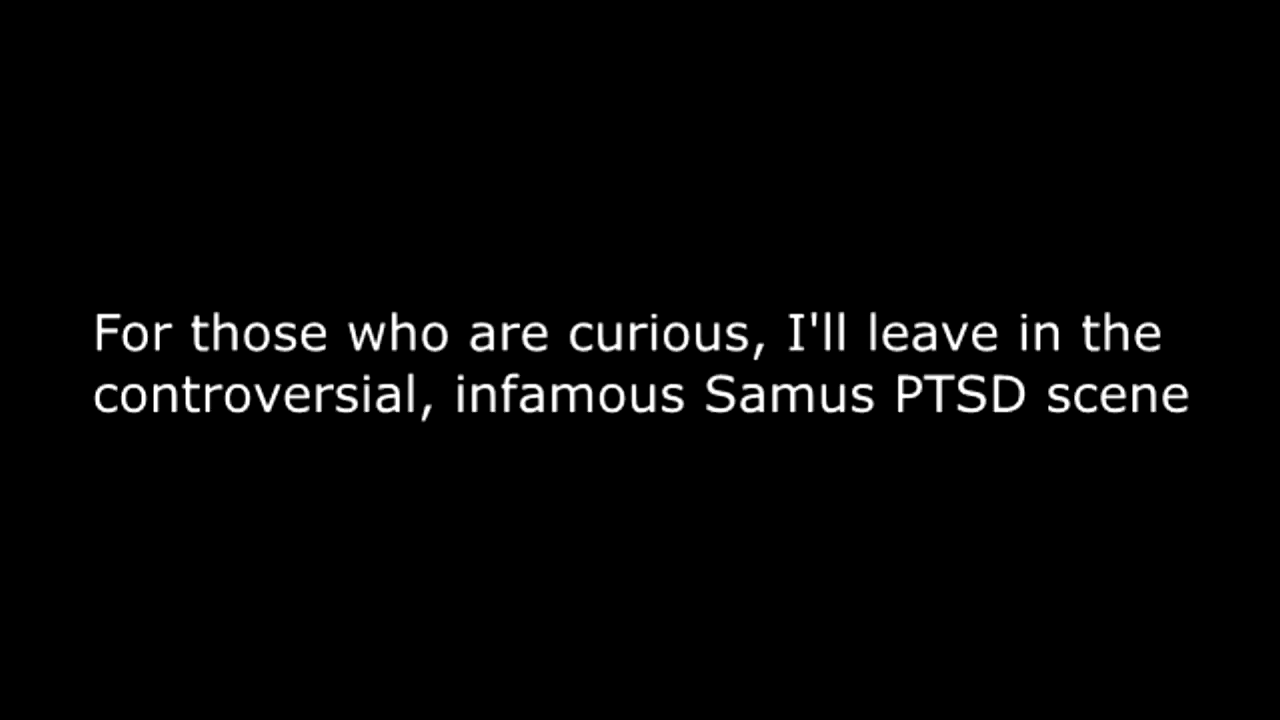 For those who are curious, I'll leave in the
controversial, infamous Samus PTSD scene